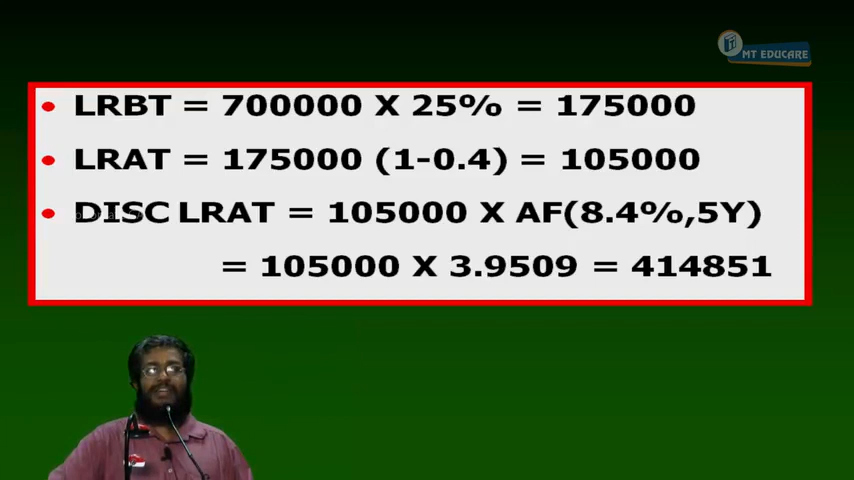 MT EDUCARE
• LRBT = 700000 X 25% = 175000
• LRAT = 175000 (1-0.4) = 105000
• DISC LRAT = 105000 X AF(8.4%,5Y)
= 105000 X 3.9509 = 414851